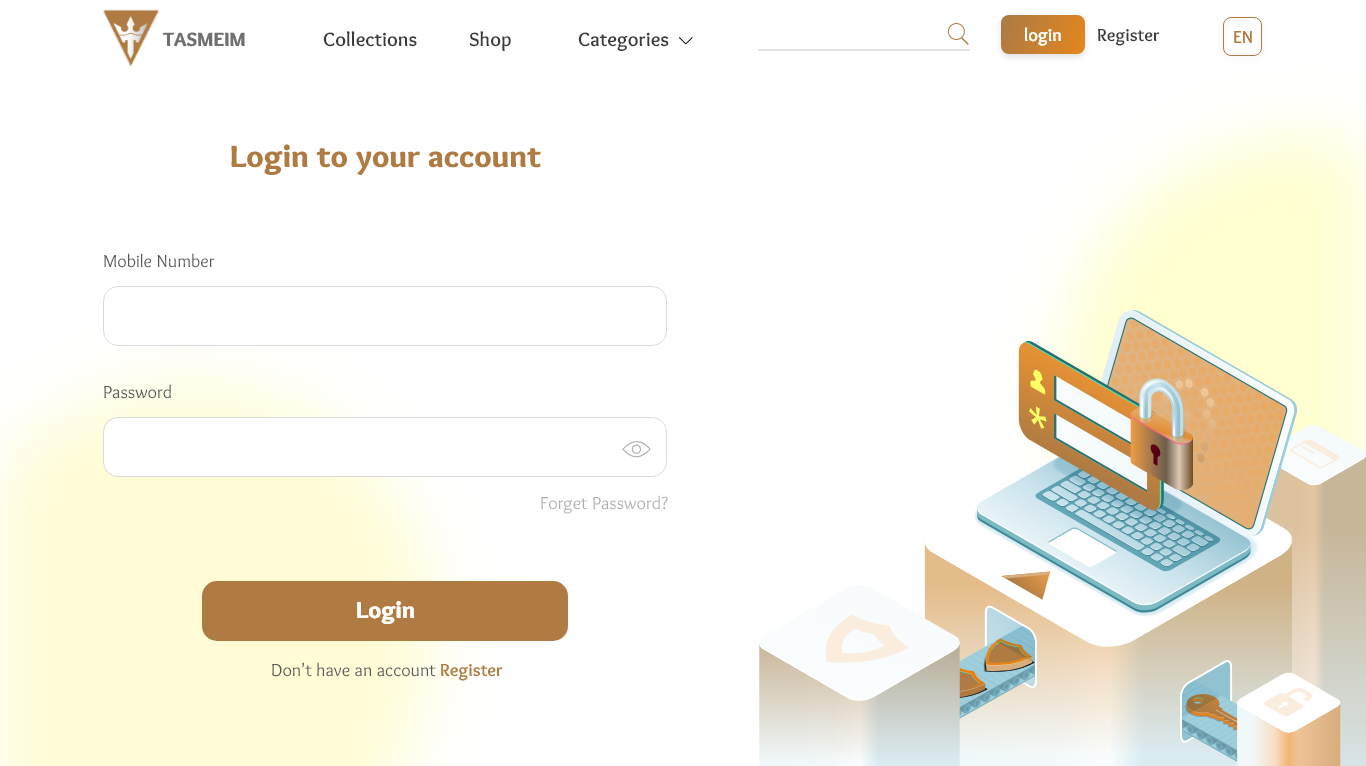 TASMEIM
Collections
Shop
Categories
login
Register
EN
Login to your account
Mobile Number
Password
Forget Password?
Login
Don't have an account Register